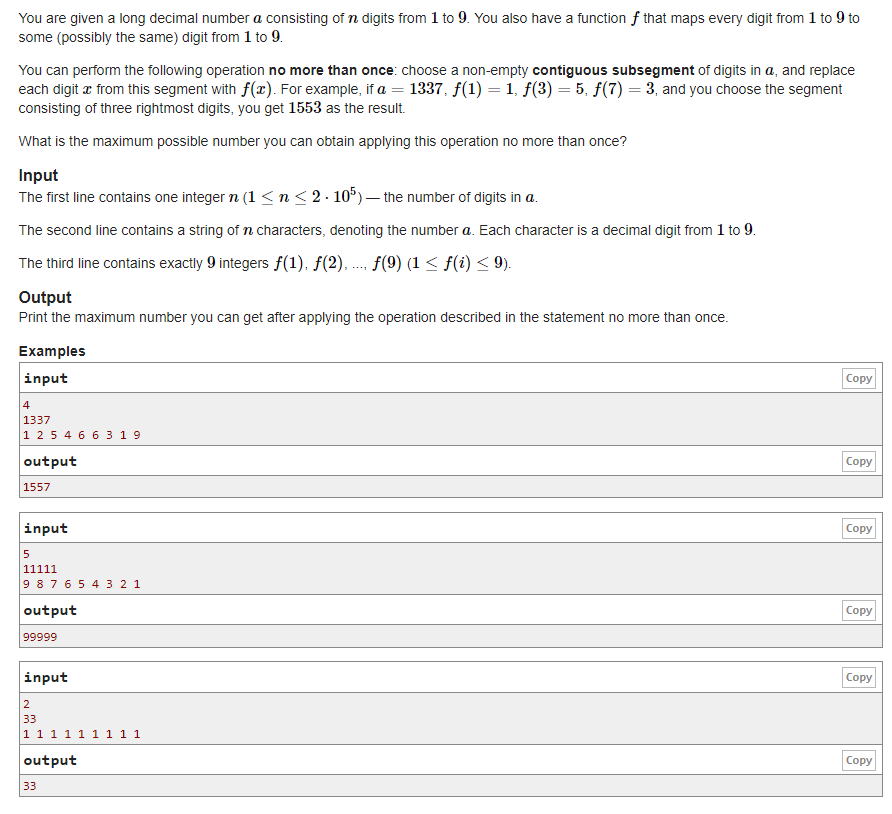 You are given a long decimal number a consisting of n digits from 1 to 9. You also have a function f that maps every digit from 1 to 9 to
some (possibly the same) digit from 1 to 9.
You can perform the following operation no more than once: choose a non-empty contiguous subsegment of digits in a, and replace
each digit x from this segment with f(x). For example, if a = 1337, f(1) = 1, f(3) = 5, f(7) = 3, and you choose the segment
consisting of three rightmost digits, you get 1553 as the result.
What is the maximum possible number you can obtain applying this operation no more than once?
Input
The first line contains one integer n (1 ≤ n ≤ 2 · 10⁵) — the number of digits in a.
The second line contains a string of n characters, denoting the number a. Each character is a decimal digit from 1 to 9.
The third line contains exactly 9 integers f(1), f(2), ..., f(9) (1 ≤ f(i) ≤ 9).
Output
Print the maximum number you can get after applying the operation described in the statement no more than once.
Examples
input Copy
4
1337
1 2 5 4 6 6 3 1 9
output Copy
1557
input Copy
5
11111
9 8 7 6 5 4 3 2 1
output Copy
99999
input Copy
2
33
1 1 1 1 1 1 1 1 1
output Copy
33